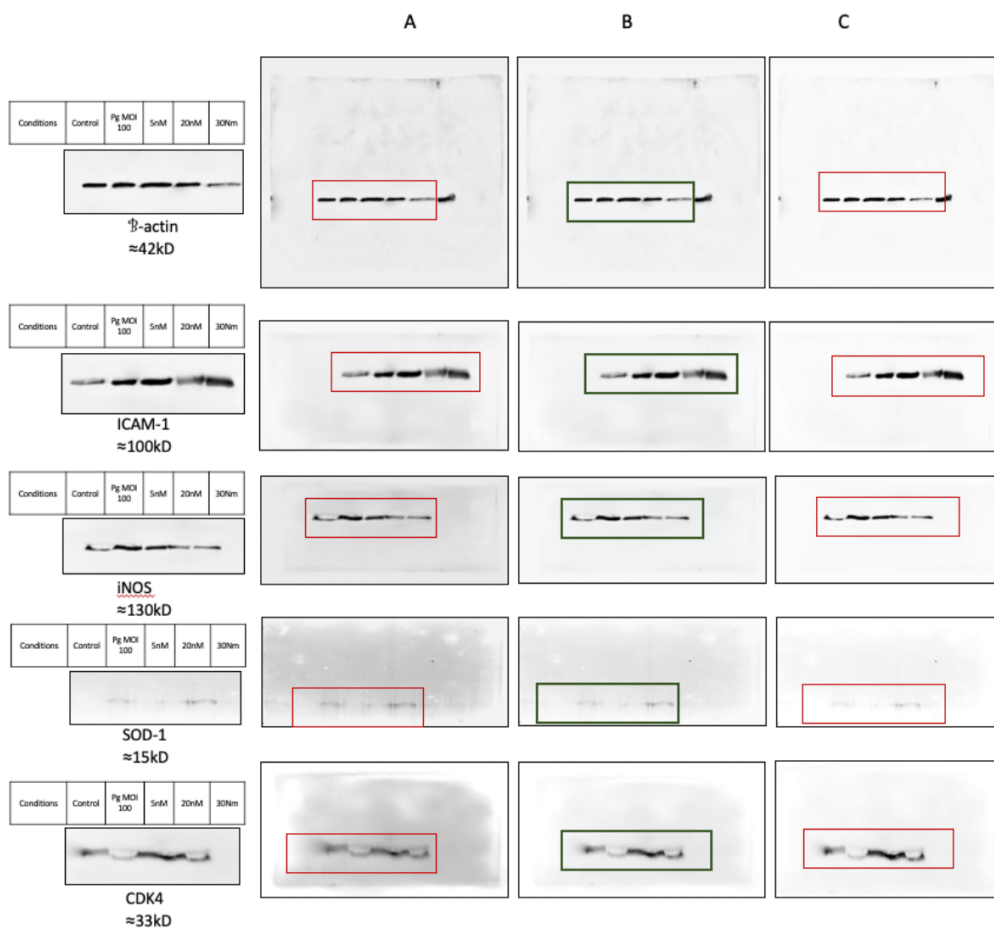 A B C
Conditions Control Pg MOI 100 5nM 20nM 30Nm
ℬ-actin
≈42kD
Conditions Control Pg MOI 100 5nM 20nM 30Nm
ICAM-1
≈100kD
Conditions Control Pg MOI 100 5nM 20nM 30Nm
iNOS
≈130kD
Conditions Control Pg MOI 100 5nM 20nM 30Nm
SOD-1
≈15kD
Conditions Control Pg MOI 100 5nM 20nM 30Nm
CDK4
≈33kD